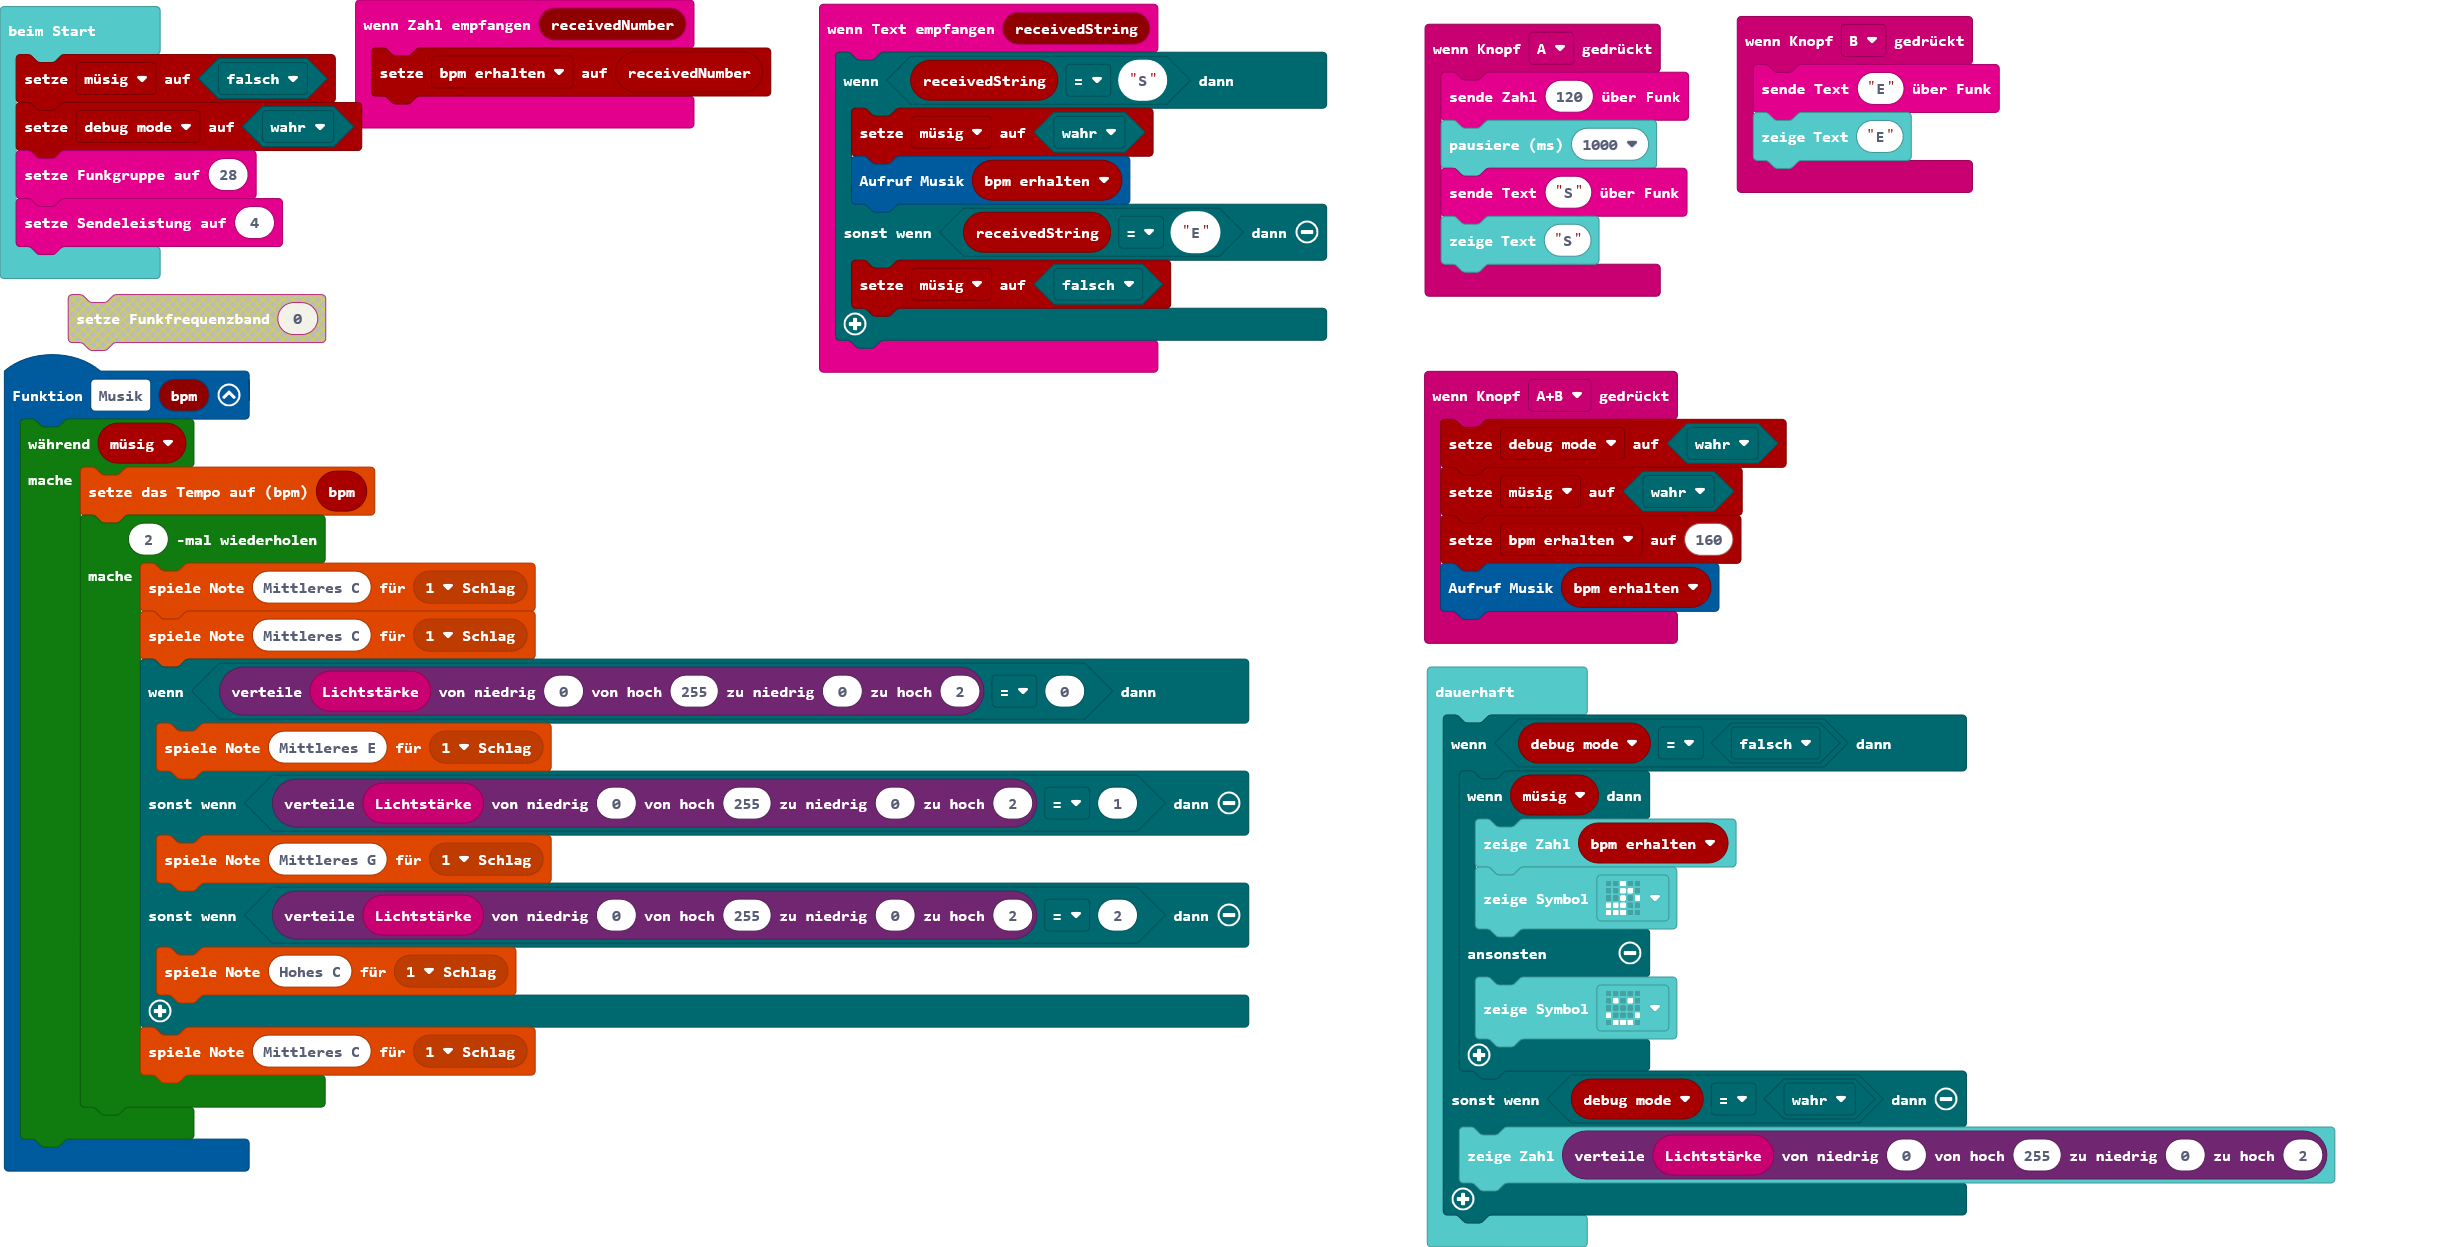 beim Start
setze müsig auf falsch
setze debug mode auf wahr
setze Funkgruppe auf 28
setze Sendeleistung auf 4
setze Funkfrequenzband 0
wenn Zahl empfangen receivedNumber
setze bpm erhalten auf receivedNumber
wenn Text empfangen receivedString
wenn receivedString = "S" dann
setze müsig auf wahr
Aufruf Musik bpm erhalten
sonst wenn receivedString = "E" dann
setze müsig auf falsch
wenn Knopf A gedrückt
sende Zahl 120 über Funk
pausiere (ms) 1000
sende Text "S" über Funk
zeige Text "S"
wenn Knopf B gedrückt
sende Text "E" über Funk
zeige Text "E"
Funktion Musik bpm
während müsig
mache
setze das Tempo auf (bpm) bpm
2 -mal wiederholen
mache
spiele Note Mittleres C für 1 Schlag
spiele Note Mittleres C für 1 Schlag
wenn verteile Lichtstärke von niedrig 0 von hoch 255 zu niedrig 0 zu hoch 2 = 0 dann
spiele Note Mittleres E für 1 Schlag
sonst wenn verteile Lichtstärke von niedrig 0 von hoch 255 zu niedrig 0 zu hoch 2 = 1 dann
spiele Note Mittleres G für 1 Schlag
sonst wenn verteile Lichtstärke von niedrig 0 von hoch 255 zu niedrig 0 zu hoch 2 = 2 dann
spiele Note Hohes C für 1 Schlag
spiele Note Mittleres C für 1 Schlag
wenn Knopf A+B gedrückt
setze debug mode auf wahr
setze müsig auf wahr
setze bpm erhalten auf 160
Aufruf Musik bpm erhalten
dauerhaft
wenn debug mode = falsch dann
wenn müsig dann
zeige Zahl bpm erhalten
zeige Symbol
ansonsten
zeige Symbol
sonst wenn debug mode = wahr dann
zeige Zahl verteile Lichtstärke von niedrig 0 von hoch 255 zu niedrig 0 zu hoch 2